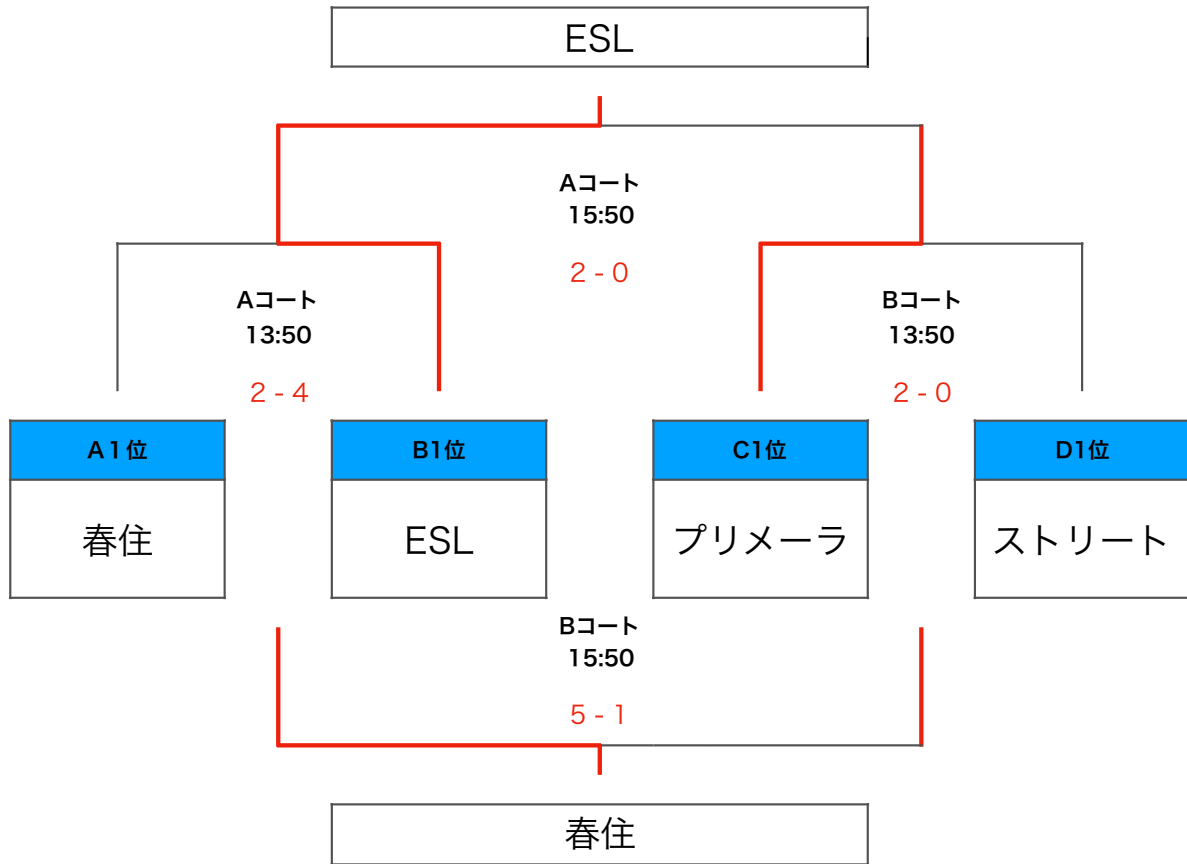 ESL
Aコート
15:50
2 - 0
Aコート
13:50
2 - 4
Bコート
13:50
2 - 0
A１位
B1位
C1位
D1位
春住
ESL
プリメーラ
ストリート
Bコート
15:50
5 - 1
春住